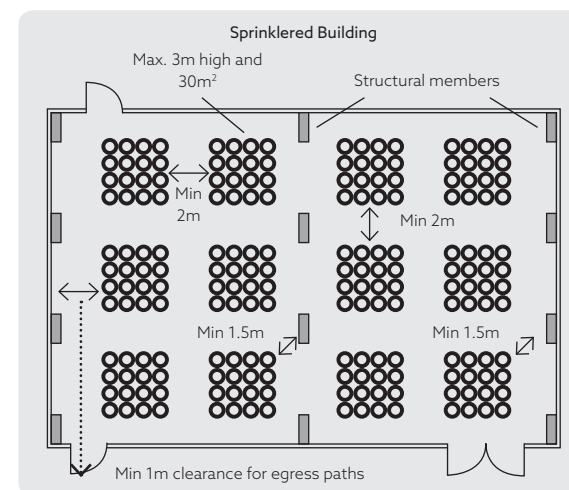 Sprinklered Building
Max. 3m high and
30m²
Structural members
Min
2m
Min 2m
Min 1.5m
Min 1.5m
Min 1m clearance for egress paths